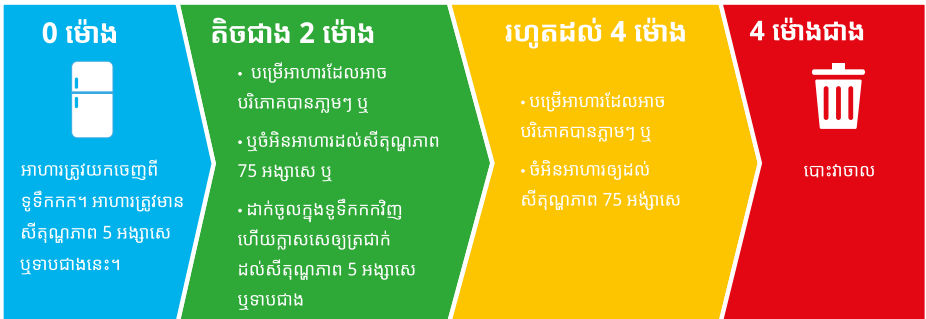 0 ម៉ោង
អាហារត្រូវយកចេញពី
ទូទឹកកក។ អាហារត្រូវមាន
សីតុណ្ហភាព 5 អង្សាសេ
ឬទាបជាងនេះ។
តិចជាង 2 ម៉ោង
• បម្រើអាហារដែលអាច
បរិភោគបានភា្លមៗ ឬ
• ឬចំអិនអាហារដល់សីតុណ្ហភាព
75 អង្សាសេ ឬ
• ដាក់ចូលក្នុងទូទឹកកកវិញ
ហើយក្លាសសេឲ្យត្រជាក់
ដល់សីតុណ្ហភាព 5 អង្សាសេ
ឬទាបជាង
រហូតដល់ 4 ម៉ោង
• បម្រើអាហារដែលអាច
បរិភោគបានភ្លាមៗ ឬ
• ចំអិនអាហារឲ្យដល់
សីតុណ្ហភាព 75 អង់្សាសេ
4 ម៉ោងជាង
បោះវាចាល